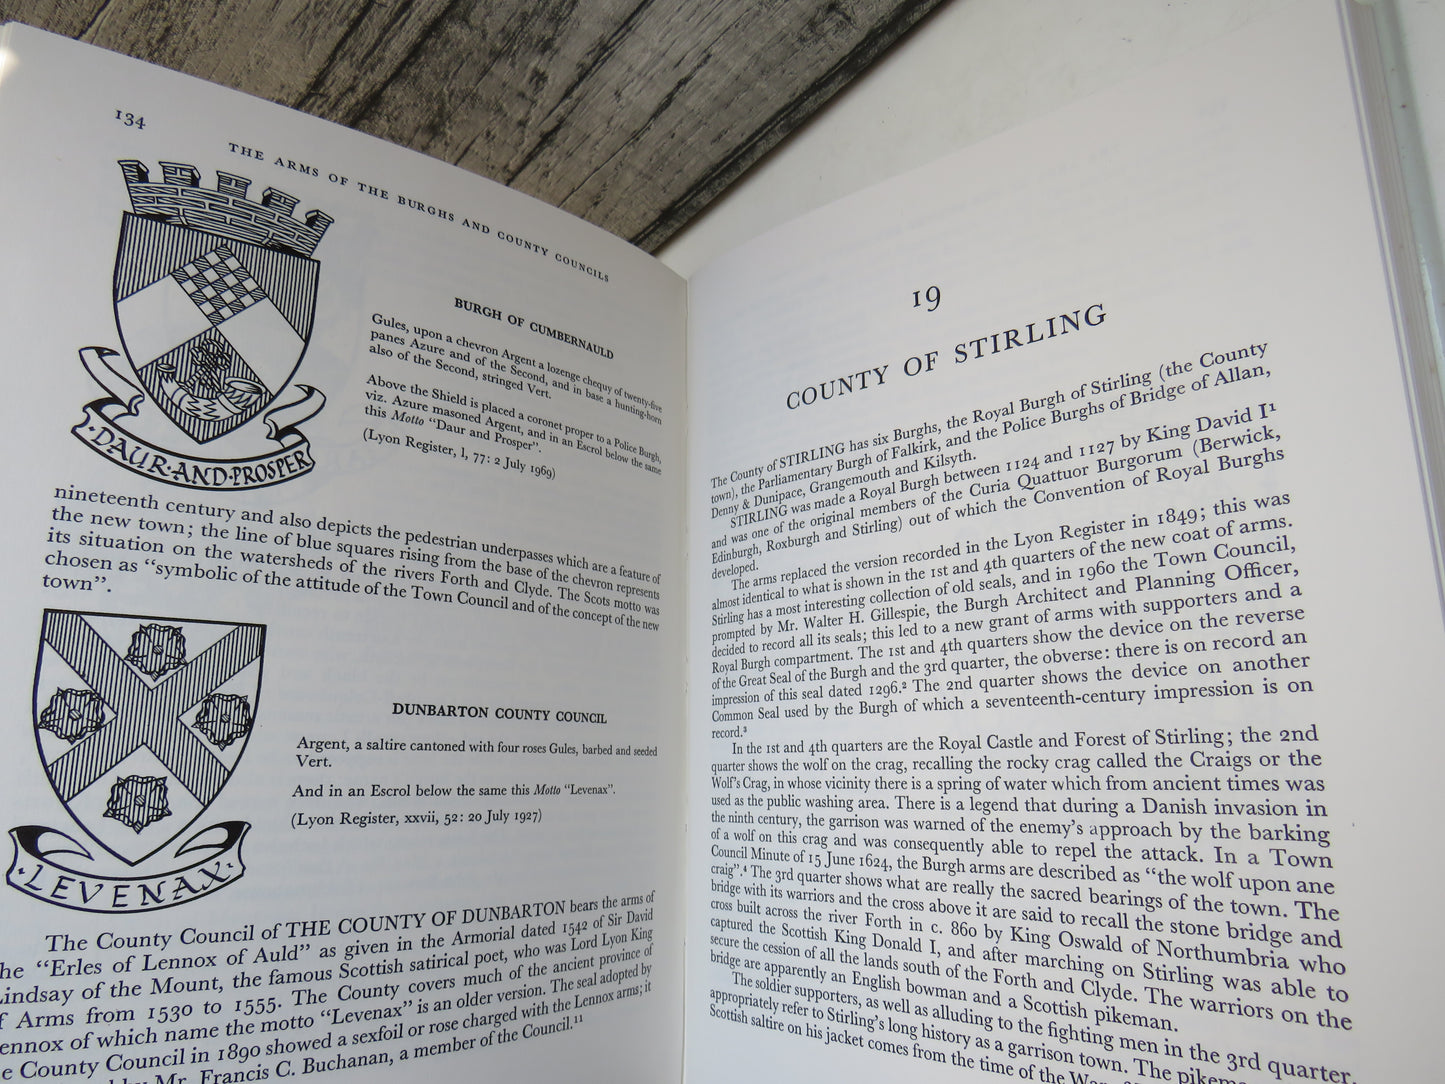 134
THE ARMS OF THE BURGHS AND COUNTY COUNCILS
BURGH OF CUMBERNAULD
Gules, upon a chevron Argent a lozenge chequy of twenty-five
panes Azure and of the Second, and in base a hunting-horn
also of the Second, stringed Vert.
Above the Shield is placed a coronet proper to a Police Burgh,
viz. Azure masoned Argent, and in an Escrol below the same
this Motto "Daur and Prosper".
(Lyon Register, l, 77: 2 July 1969)
·DAUR·AND·PROSPER
nineteenth century and also depicts the pedestrian underpasses which are a feature of
the new town; the line of blue squares rising from the base of the chevron represents
its situation on the watersheds of the rivers Forth and Clyde. The Scots motto was
chosen as "symbolic of the attitude of the Town Council and of the concept of the new
town".
DUNBARTON COUNTY COUNCIL
Argent, a saltire cantoned with four roses Gules, barbed and seeded
Vert.
And in an Escrol below the same this Motto "Levenax".
(Lyon Register, xxvii, 52: 20 July 1927)
·LEVENAX·
The County Council of THE COUNTY OF DUNBARTON bears the arms of
the "Erles of Lennox of Auld" as given in the Armorial dated 1542 of Sir David
Lindsay of the Mount, the famous Scottish satirical poet, who was Lord Lyon King
of Arms from 1530 to 1555. The County covers much of the ancient province of
ennox of which name the motto "Levenax" is an older version. The seal adopted by
e County Council in 1890 showed a sexfoil or rose charged with the Lennox arms; it
by Mr. Francis C. Buchanan, a member of the Council.¹¹
19
COUNTY OF STIRLING
The County of STIRLING has six Burghs, the Royal Burgh of Stirling (the County
town), the Parliamentary Burgh of Falkirk, and the Police Burghs of Bridge of Allan,
Denny & Dunipace, Grangemouth and Kilsyth.
STIRLING was made a Royal Burgh between 1124 and 1127 by King David I¹
and was one of the original members of the Curia Quattuor Burgorum (Berwick,
Edinburgh, Roxburgh and Stirling) out of which the Convention of Royal Burghs
developed.
The arms replaced the version recorded in the Lyon Register in 1849; this was
almost identical to what is shown in the 1st and 4th quarters of the new coat of arms.
Stirling has a most interesting collection of old seals, and in 1960 the Town Council,
prompted by Mr. Walter H. Gillespie, the Burgh Architect and Planning Officer,
decided to record all its seals; this led to a new grant of arms with supporters and a
Royal Burgh compartment. The 1st and 4th quarters show the device on the reverse
of the Great Seal of the Burgh and the 3rd quarter, the obverse: there is on record an
impression of this seal dated 1296.² The 2nd quarter shows the device on another
Common Seal used by the Burgh of which a seventeenth-century impression is on
record.³
In the 1st and 4th quarters are the Royal Castle and Forest of Stirling; the 2nd
quarter shows the wolf on the crag, recalling the rocky crag called the Craigs or the
Wolf's Crag, in whose vicinity there is a spring of water which from ancient times was
used as the public washing area. There is a legend that during a Danish invasion in
the ninth century, the garrison was warned of the enemy's approach by the barking
of a wolf on this crag and was consequently able to repel the attack. In a Town
Council Minute of 15 June 1624, the Burgh arms are described as "the wolf upon ane
craig".⁴ The 3rd quarter shows what are really the sacred bearings of the town. The
bridge with its warriors and the cross above it are said to recall the stone bridge and
cross built across the river Forth in c. 860 by King Oswald of Northumbria who
captured the Scottish King Donald I, and after marching on Stirling was able to
secure the cession of all the lands south of the Forth and Clyde. The warriors on the
bridge are apparently an English bowman and a Scottish pikeman.
The soldier supporters, as well as alluding to the fighting men in the 3rd quarter,
appropriately refer to Stirling's long history as a garrison town. The pikeman
Scottish saltire on his jacket comes from the time of the